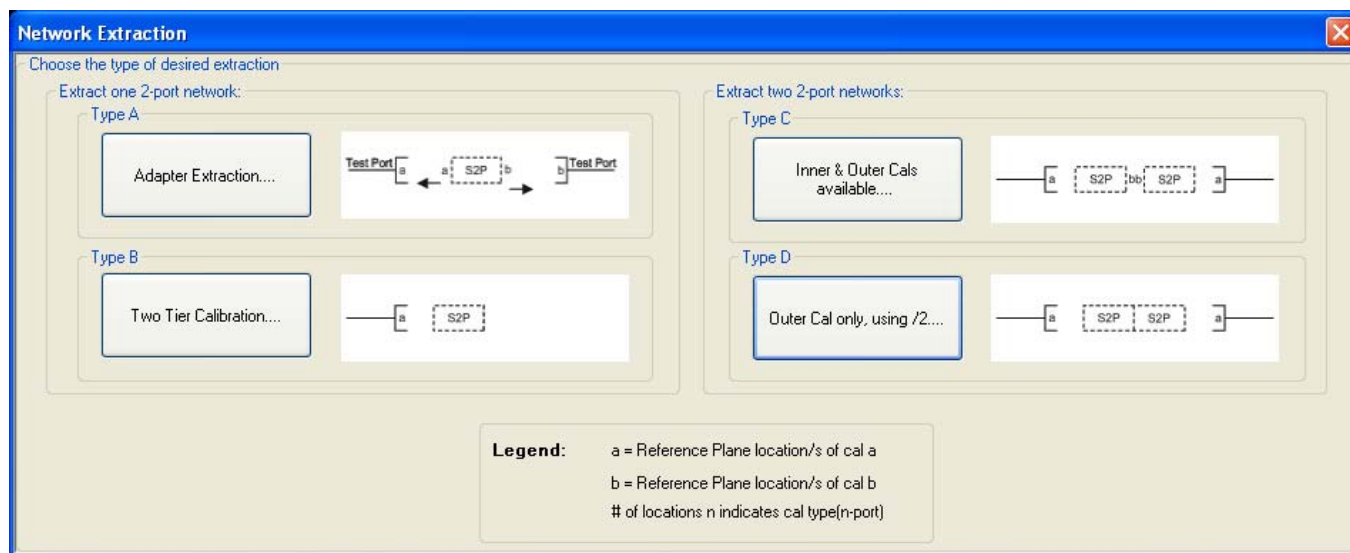 Network Extraction
Choose the type of desired extraction
Extract one 2-port network:
Type A
Adapter Extraction....
Test Port a a S2P b b Test Port
Type B
Two Tier Calibration....
a S2P
Extract two 2-port networks:
Type C
Inner & Outer Cals
available....
a S2P bb S2P a
Type D
Outer Cal only, using /2....
a S2P S2P a
Legend:
a = Reference Plane location/s of cal a
b = Reference Plane location/s of cal b
# of locations n indicates cal type(n-port)